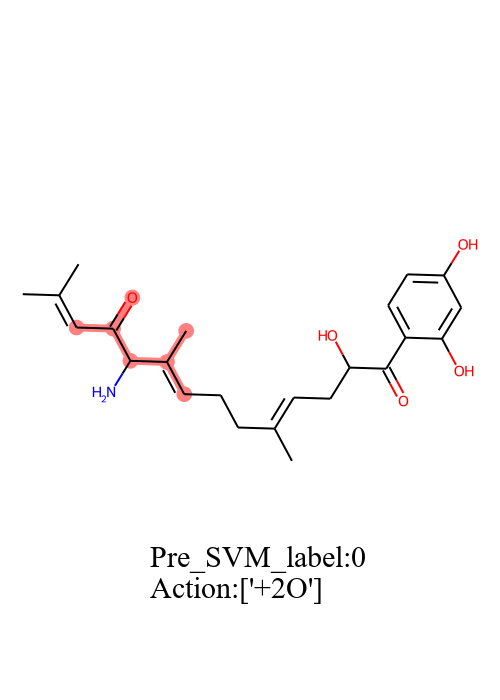 OH
O
HO
H₂N
OH
O
Pre_SVM_label:0
Action:['+2O']